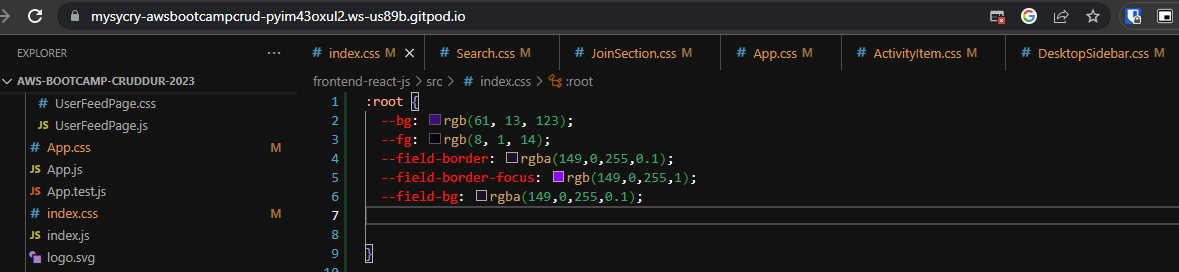 mysycry-awsbootcampcrud-pyim43oxul2.ws-us89b.gitpod.io
EXPLORER ...
AWS-BOOTCAMP-CRUDDUR-2023
# UserFeedPage.css
JS UserFeedPage.js
# App.css M
JS App.js
JS App.test.js
# index.css M
JS index.js
logo.svg
# index.css M
# Search.css M
# JoinSection.css M
# App.css M
# ActivityItem.css M
# DesktopSidebar.css M
frontend-react-js > src > # index.css > :root
1 :root {
2 --bg: rgb(61, 13, 123);
3 --fg: rgb(8, 1, 14);
4 --field-border: rgba(149,0,255,0.1);
5 --field-border-focus: rgb(149,0,255,1);
6 --field-bg: rgba(149,0,255,0.1);
7
8
9 }
10